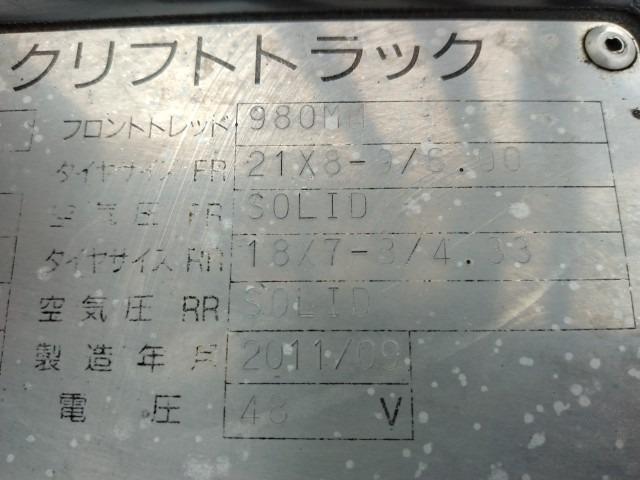 クリフトトラック
フロントトレッド 980MM
タイヤサイズ FR 21X8-9/6.00
空気圧 FR SOLID
タイヤサイズ RR 18X7-8/4.33
空気圧 RR SOLID
製造年月 2011/09
電圧 48 V